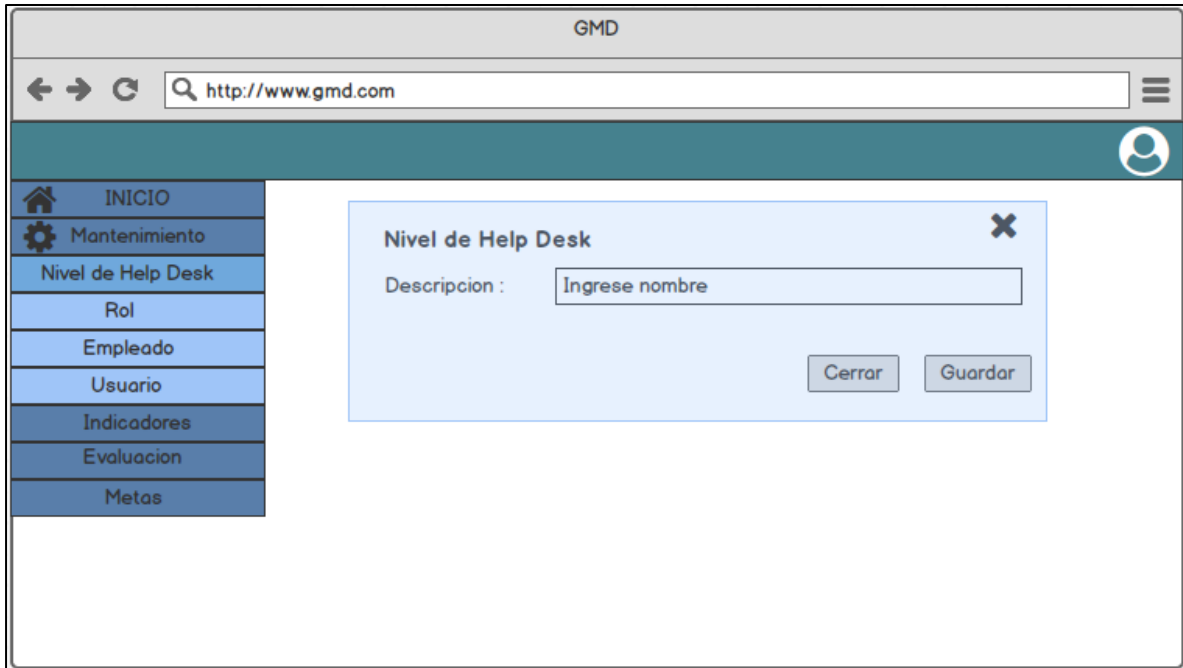 GMD
http://www.gmd.com
INICIO
Mantenimiento
Nivel de Help Desk
Rol
Empleado
Usuario
Indicadores
Evaluacion
Metas
Nivel de Help Desk
Descripcion :
Ingrese nombre
Cerrar
Guardar